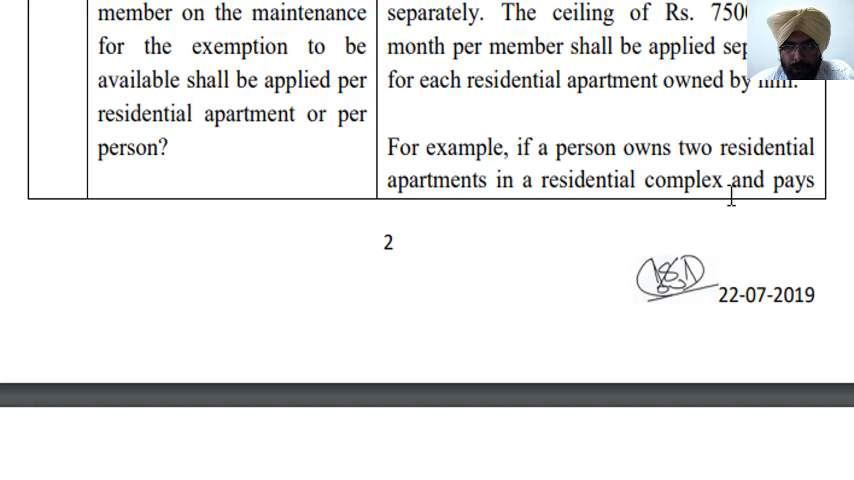 member on the maintenance
for the exemption to be
available shall be applied per
residential apartment or per
person?
separately. The ceiling of Rs.
month per member shall be applied
for each residential apartment owned by
For example, if a person owns two residential
apartments in a residential complex and pays
2
22-07-2019